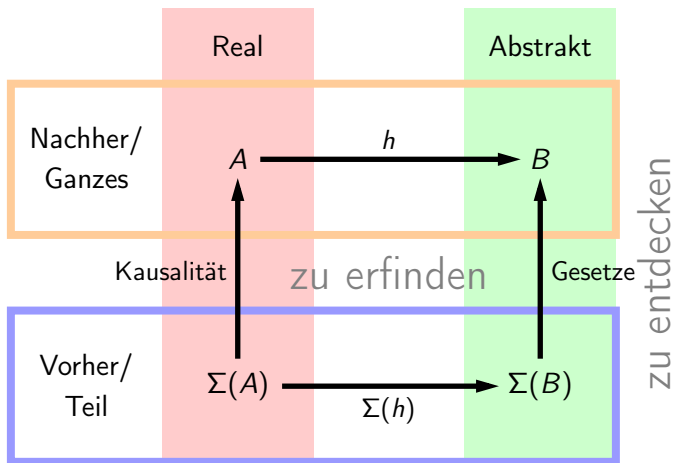 Real
Abstrakt
Nachher/
Ganzes
A
h
B
Kausalität
zu erfinden
Gesetze
zu entdecken
Vorher/
Teil
Σ(A)
Σ(h)
Σ(B)